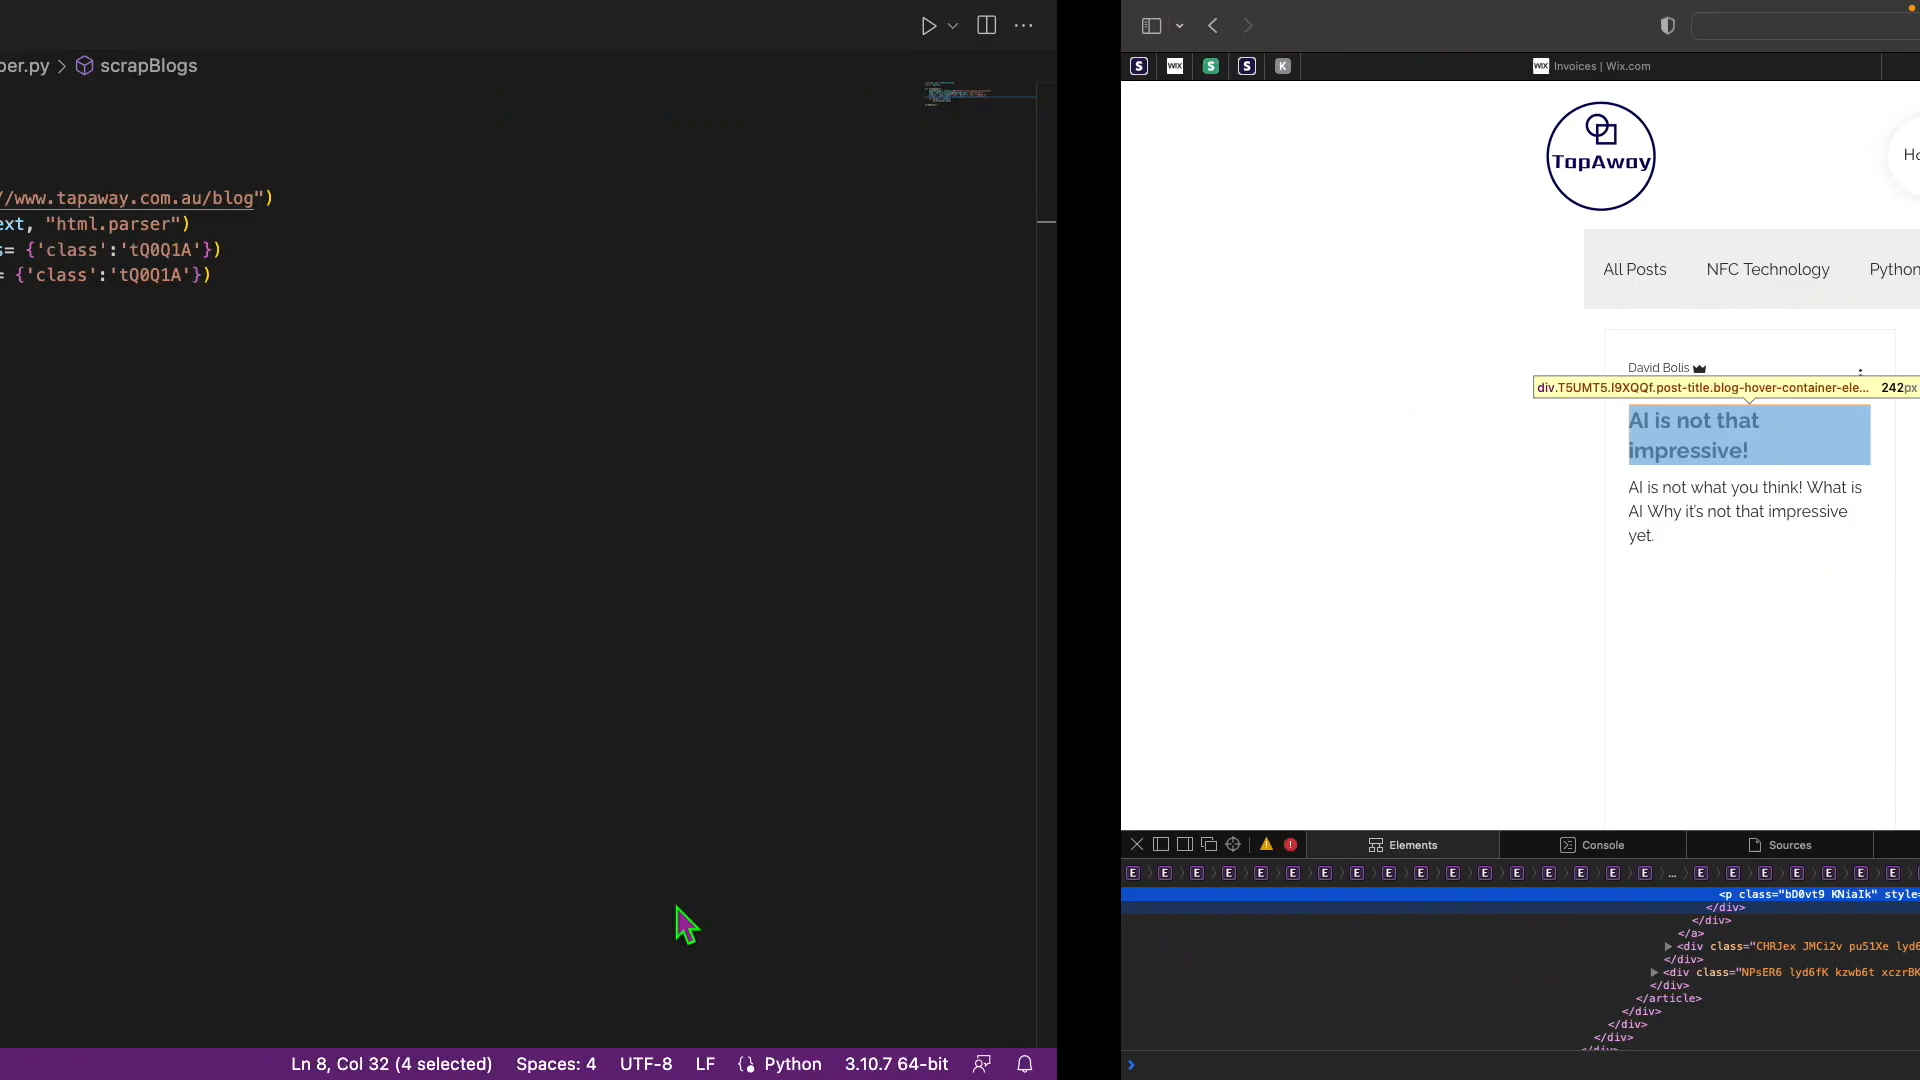 per.py > scrapBlogs
//www.tapaway.com.au/blog")
ext, "html.parser")
s= {'class':'tQ0Q1A'})
= {'class':'tQ0Q1A'})
Ln 8, Col 32 (4 selected) Spaces: 4 UTF-8 LF Python 3.10.7 64-bit
S WIX S S K WIX Invoices | Wix.com
TapAway
Ho
All Posts NFC Technology Python
David Bolis
div.T5UMT5.I9XQQf.post-title.blog-hover-container-ele... 242px
AI is not that
impressive!
AI is not what you think! What is
AI Why it's not that impressive
yet.
Elements Console Sources
E E E E E E E E E E E E E E E E E ... E E E E E E E
<p class="bD0vt9 KNiaIk" style=
</div>
</div>
</a>
<div class="CHRJex JMCi2v pu51Xe lyd6
</div>
<div class="NPsER6 lyd6fK kzwb6t xczrBK
</div>
</article>
</div>
</div>
</div>